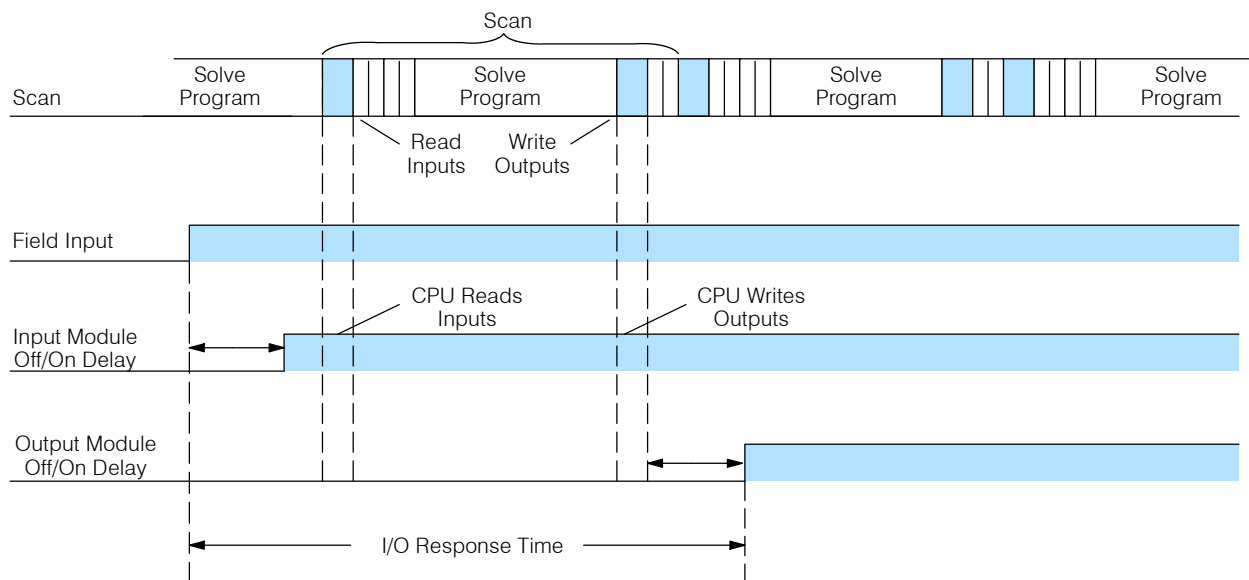 Scan
Scan
Solve
Program
Solve
Program
Solve
Program
Solve
Program
Read
Inputs
Write
Outputs
Field Input
CPU Reads
Inputs
CPU Writes
Outputs
Input Module
Off/On Delay
Output Module
Off/On Delay
I/O Response Time